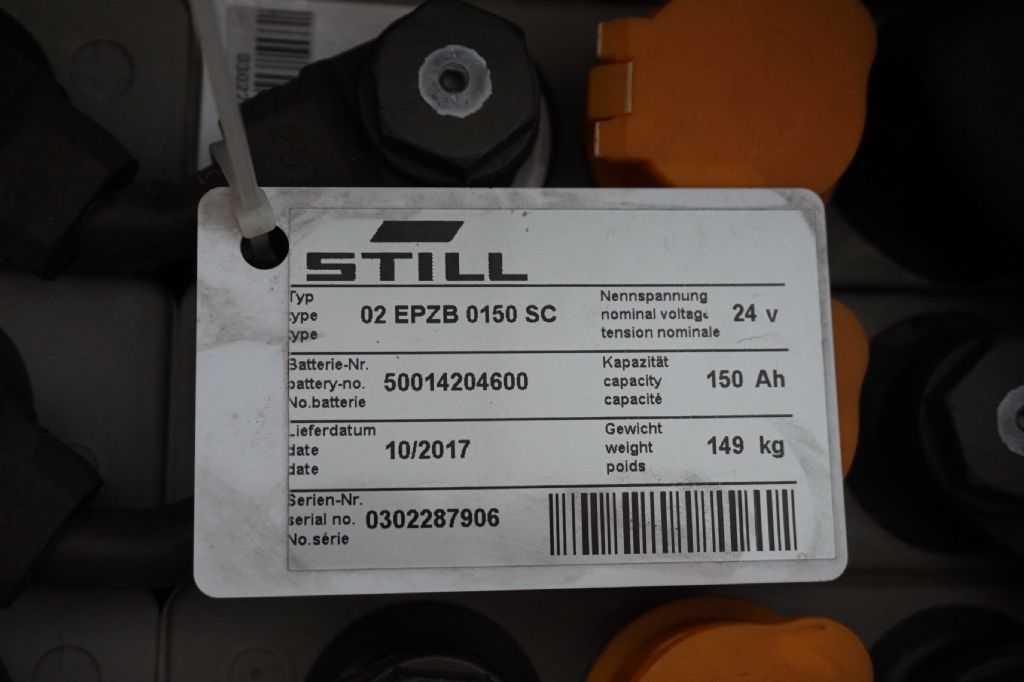 STILL
Typ
type
type
02 EPZB 0150 SC
Nennspannung
nominal voltage
tension nominale
24 v
Batterie-Nr.
battery-no.
No.batterie
50014204600
Kapazität
capacity
capacité
150 Ah
Lieferdatum
date
date
10/2017
Gewicht
weight
poids
149 kg
Serien-Nr.
serial no.
No.série
0302287906